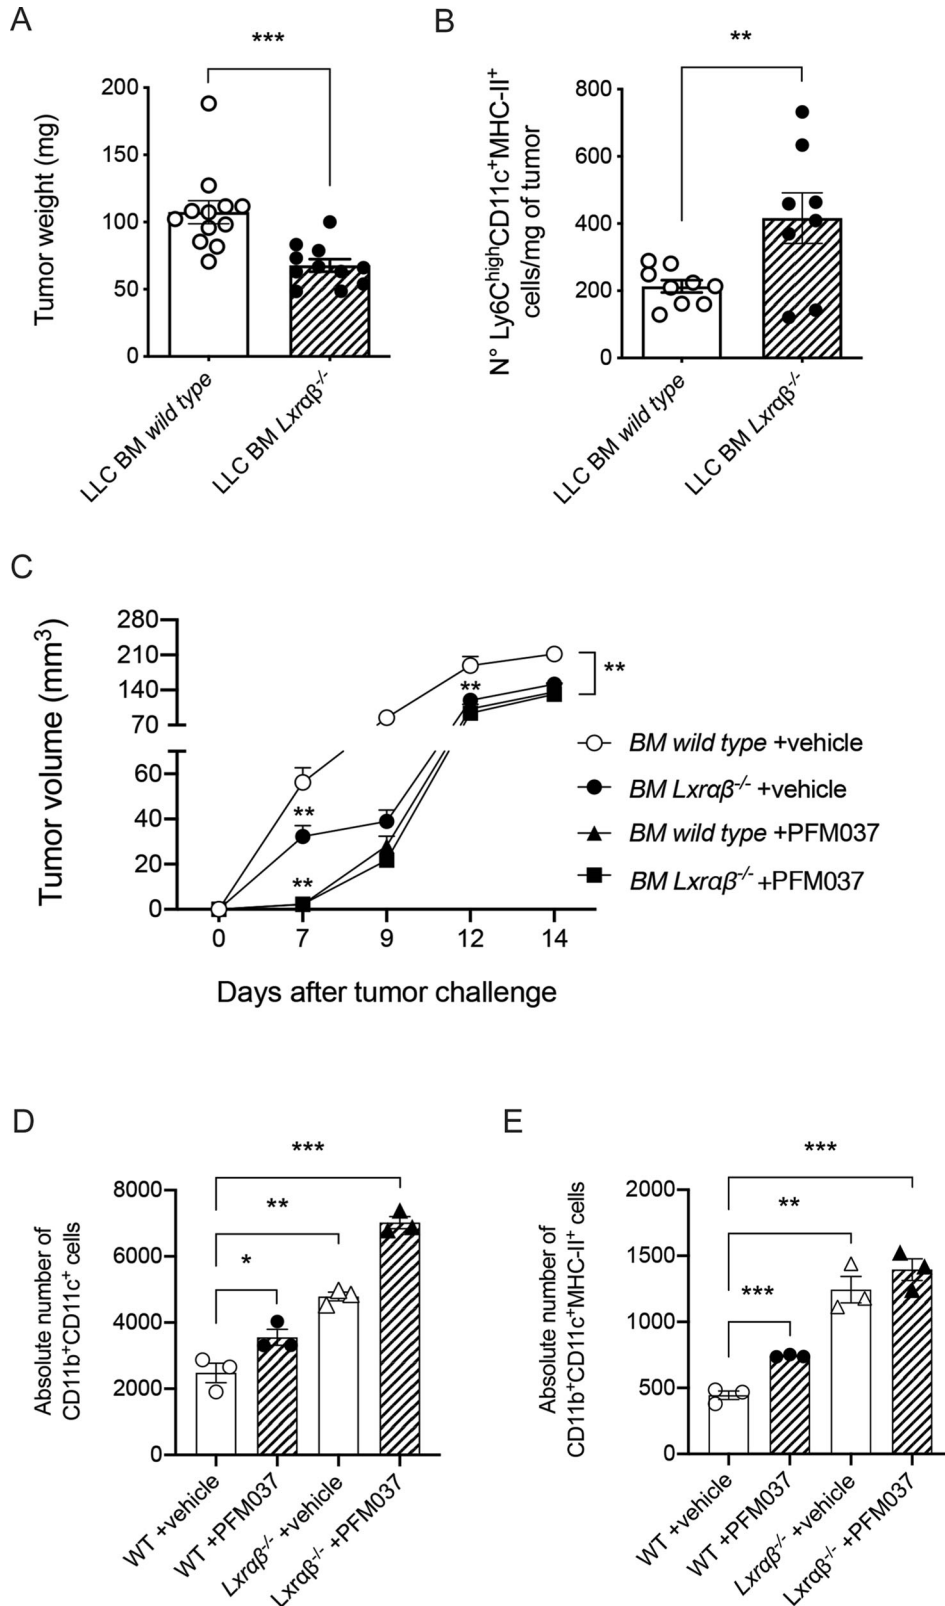 A
***
Tumor weight (mg)
200
150
100
50
0
LLC BM wild type
LLC BM Lxrαβ-/-
B
**
N° Ly6ChighCD11c+MHC-II+
cells/mg of tumor
800
600
400
200
0
LLC BM wild type
LLC BM Lxrαβ-/-
C
Tumor volume (mm3)
280
210
140
70
60
40
20
0
**
**
**
**
0 7 9 12 14
Days after tumor challenge
BM wild type +vehicle
BM Lxrαβ-/- +vehicle
BM wild type +PFM037
BM Lxrαβ-/- +PFM037
D
***
**
*
Absolute number of
CD11b+CD11c+ cells
8000
6000
4000
2000
0
WT +vehicle
WT +PFM037
Lxrαβ-/- +vehicle
Lxrαβ-/- +PFM037
E
***
**
***
Absolute number of
CD11b+CD11c+MHC-II+ cells
2000
1500
1000
500
0
WT +vehicle
WT +PFM037
Lxrαβ-/- +vehicle
Lxrαβ-/- +PFM037